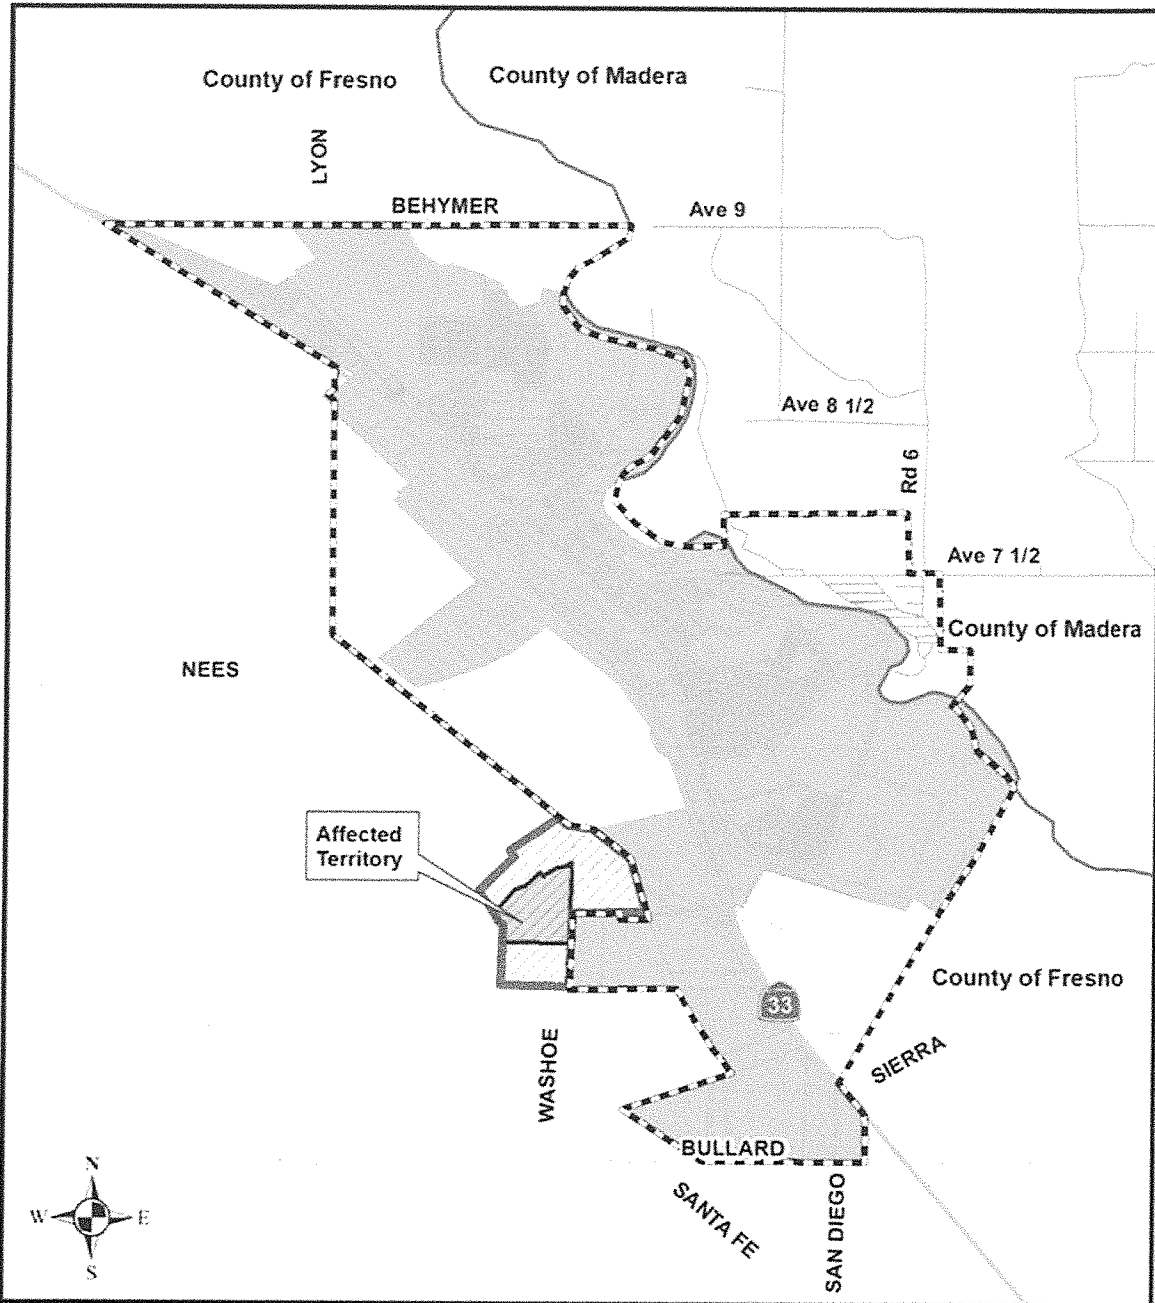 County of Fresno
County of Madera
LYON
BEHYMER
Ave 9
Ave 8 1/2
Rd 6
Ave 7 1/2
County of Madera
NEES
Affected
Territory
County of Fresno
33
SIERRA
WASHOE
BULLARD
SANTA FE
SAN DIEGO
N
W
E
S